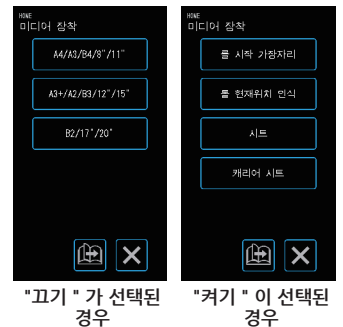 HOME
미디어 장착
A4/A3/B4/8"/11"
A3+/A2/B3/12"/15"
B2/17"/20"
"끄기 " 가 선택된
경우
HOME
미디어 장착
롤 시작 가장자리
롤 현재위치 인식
시트
캐리어 시트
"켜기 " 이 선택된
경우